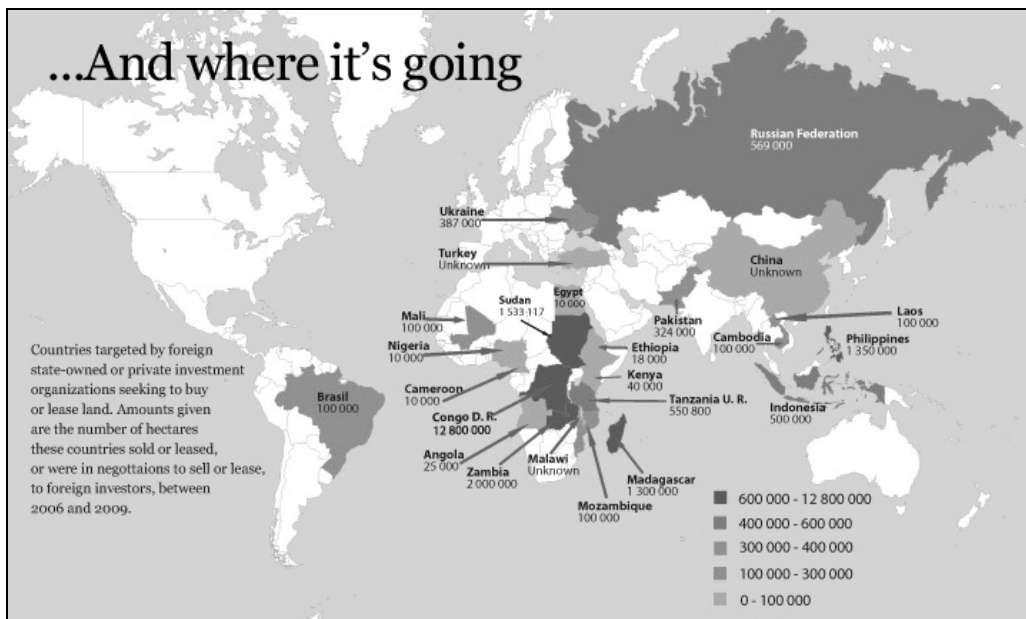 ...And where it's going
Russian Federation
569 000
Ukraine
387 000
Turkey
Unknown
China
Unknown
Egypt
10 000
Sudan
1 533 117
Mali
100 000
Pakistan
324 000
Laos
100 000
Nigeria
10 000
Ethiopia
18 000
Cambodia
100 000
Philippines
1 350 000
Countries targeted by foreign
state-owned or private investment
organizations seeking to buy
or lease land. Amounts given
are the number of hectares
these countries sold or leased,
or were in negottaions to sell or lease,
to foreign investors, between
2006 and 2009.
Brasil
100 000
Cameroon
10 000
Kenya
40 000
Tanzania U. R.
550 800
Indonesia
500 000
Congo D. R.
12 800 000
Angola
25 000
Zambia
2 000 000
Malawi
Unknown
Mozambique
100 000
Madagascar
1 300 000
600 000 - 12 800 000
400 000 - 600 000
300 000 - 400 000
100 000 - 300 000
0 - 100 000